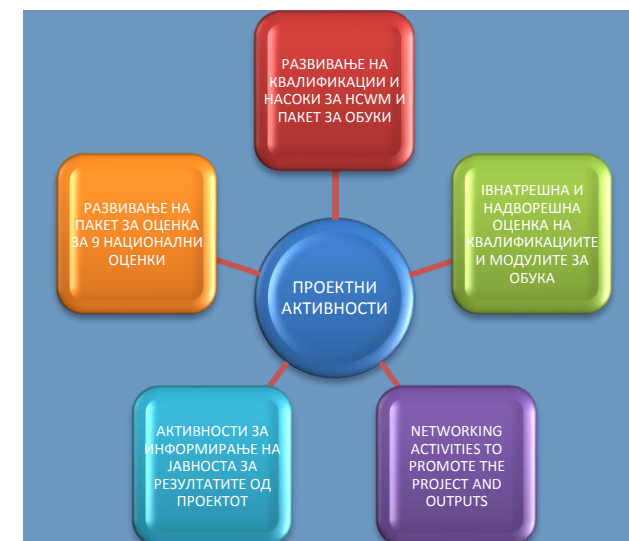 РАЗВИВАЊЕ НА
КВАЛИФИКАЦИИ И
НАСОКИ ЗА HCWM И
ПАКЕТ ЗА ОБУКИ
РАЗВИВАЊЕ НА
ПАКЕТ ЗА ОЦЕНКА
ЗА 9 НАЦИОНАЛНИ
ОЦЕНКИ
IВНАТРЕШНА И
НАДВОРЕШНА
ОЦЕНКА НА
КВАЛИФИКАЦИИТЕ
И МОДУЛИТЕ ЗА
ОБУКА
ПРОЕКТНИ
АКТИВНОСТИ
АКТИВНОСТИ ЗА
ИНФОРМИРАЊЕ НА
ЈАВНОСТА ЗА
РЕЗУЛТАТИТЕ ОД
ПРОЕКТОТ
NETWORKING
ACTIVITIES TO
PROMOTE THE
PROJECT AND
OUTPUTS